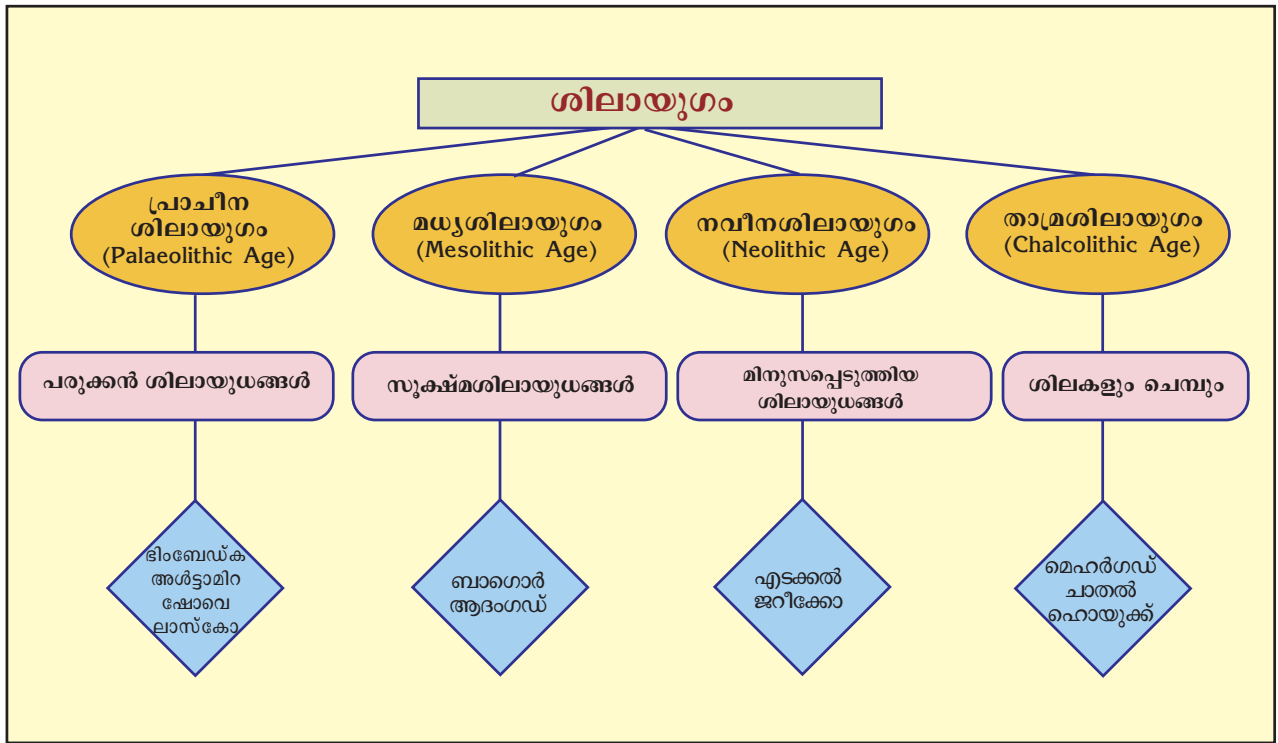 ശിലായുഗം
പ്രാചീന
ശിലായുഗം
(Palaeolithic Age)
മധ്യശിലായുഗം
(Mesolithic Age)
നവീനശിലായുഗം
(Neolithic Age)
താമ്രശിലായുഗം
(Chalcolithic Age)
പരുക്കൻ ശിലായുധങ്ങൾ
സൂക്ഷ്മശിലായുധങ്ങൾ
മിനുസപ്പെടുത്തിയ
ശിലായുധങ്ങൾ
ശിലകളും ചെമ്പും
ഭിംബേഡ്ക
അൾട്ടാമിറ
ഷോവെ
ലാസ്കോ
ബാഗൊർ
ആദംഗഡ്
എടക്കൽ
ജറീക്കോ
മെഹർഗഡ്
ചാതൽ
ഹൊയുക്ക്